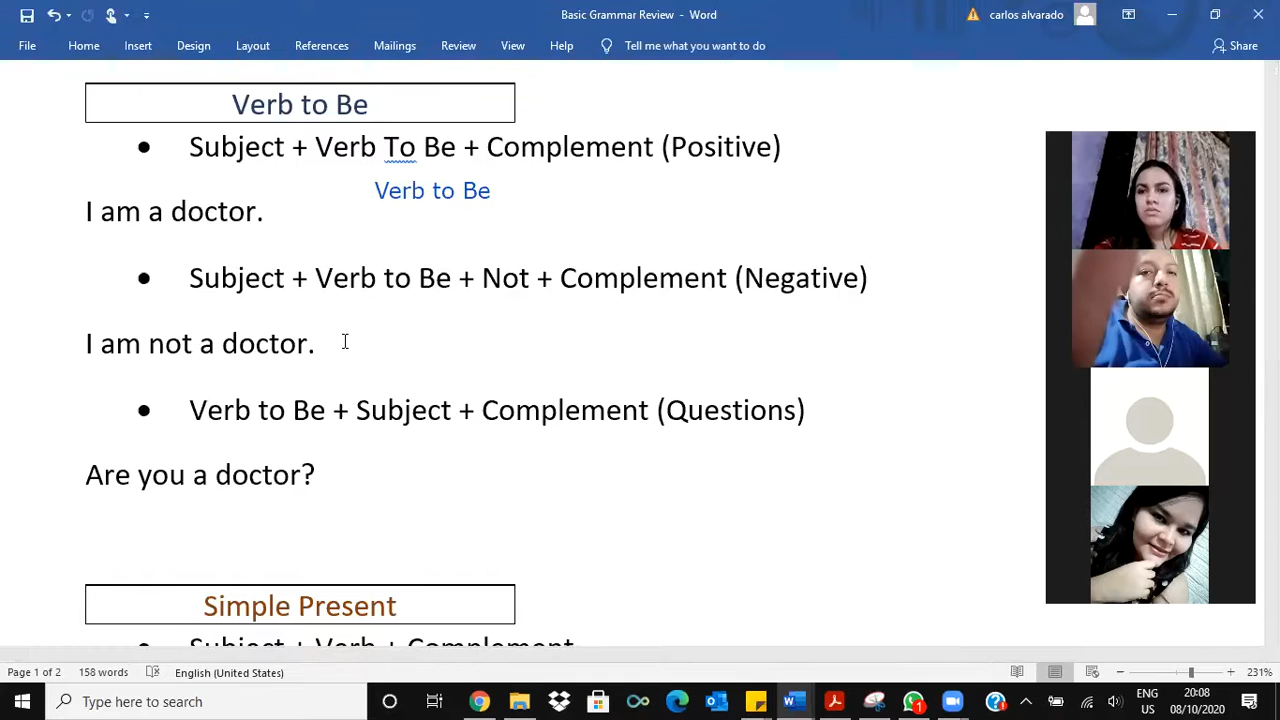 Basic Grammar Review - Word
carlos alvarado
File Home Insert Design Layout References Mailings Review View Help Tell me what you want to do Share
Verb to Be
• Subject + Verb To Be + Complement (Positive)
Verb to Be
I am a doctor.
• Subject + Verb to Be + Not + Complement (Negative)
I am not a doctor.
• Verb to Be + Subject + Complement (Questions)
Are you a doctor?
Simple Present
• Subject + Verb + Complement
Page 1 of 2 158 words English (United States) 231%
Type here to search
ENG
US
20:08
08/10/2020
1